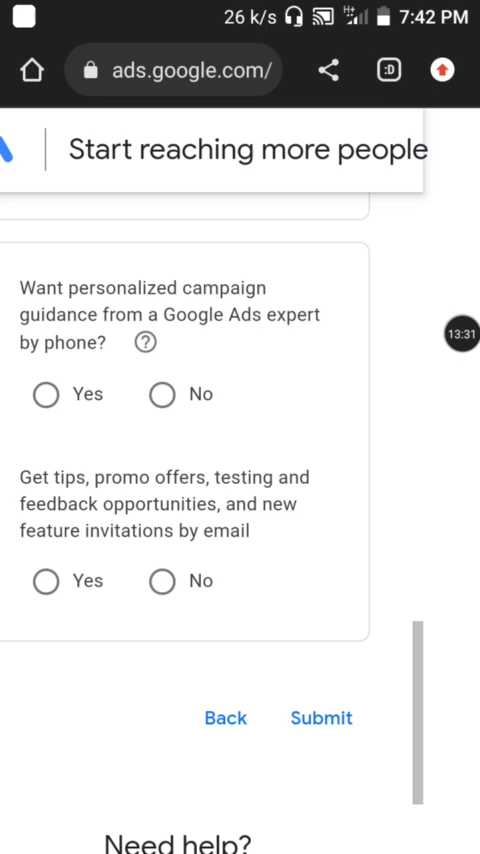 26 k/s H+ 7:42 PM
ads.google.com/ :D
Start reaching more people
Want personalized campaign
guidance from a Google Ads expert
by phone? ?
13:31
Yes No
Get tips, promo offers, testing and
feedback opportunities, and new
feature invitations by email
Yes No
Back Submit
Need help?